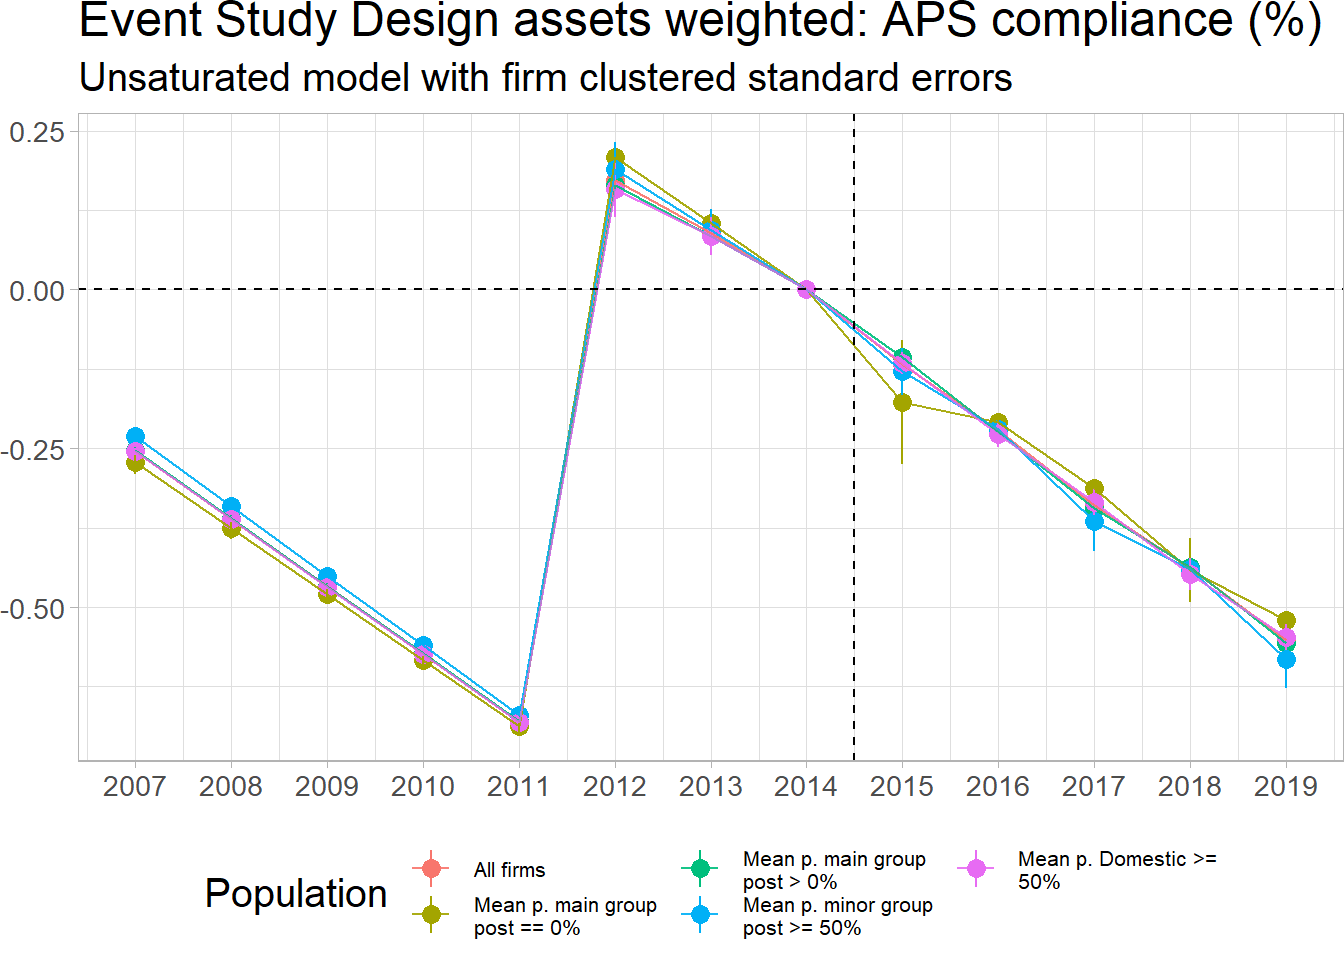 Event Study Design assets weighted: APS compliance (%)
Unsaturated model with firm clustered standard errors
0.25
0.00
-0.25
-0.50
2007 2008 2009 2010 2011 2012 2013 2014 2015 2016 2017 2018 2019
Population
All firms
Mean p. main group
post == 0%
Mean p. main group
post > 0%
Mean p. minor group
post >= 50%
Mean p. Domestic >=
50%